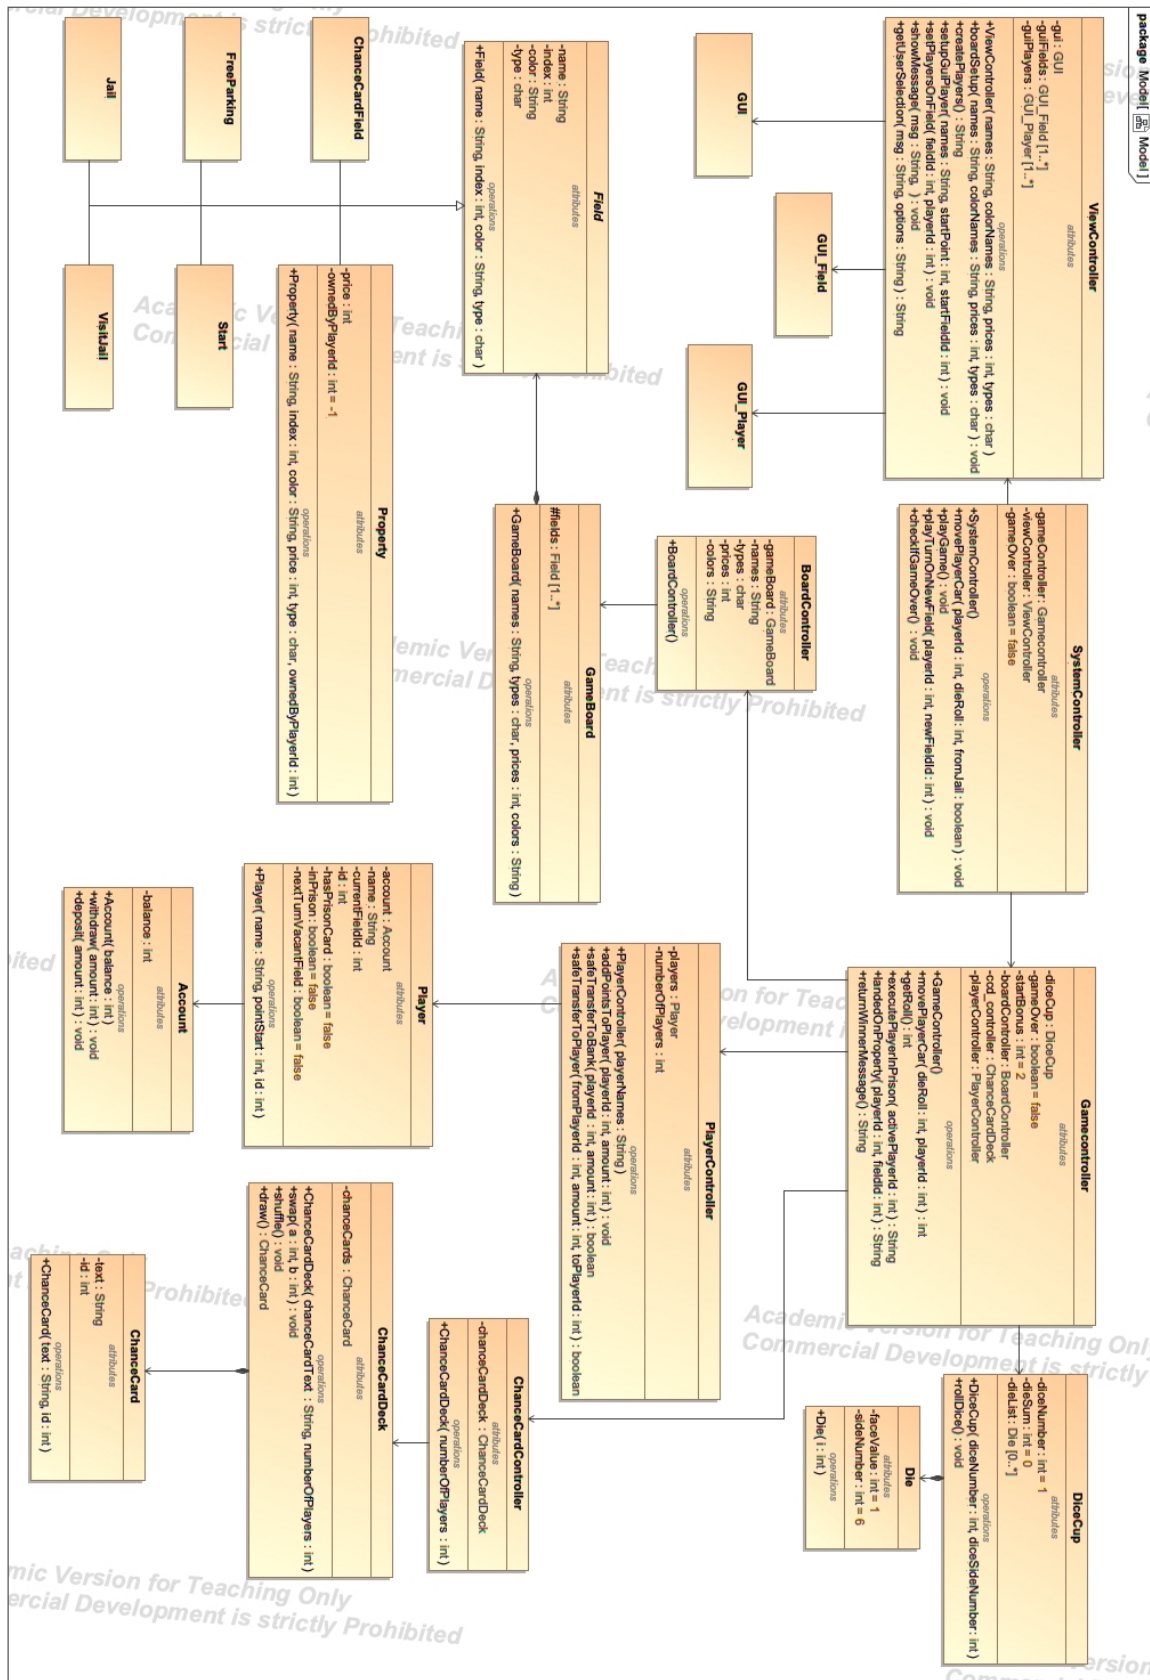 package Model[ Model ]
ViewController
attributes
-gui : GUI
-guiFields : GUI_Field [1..*]
-guiPlayers : GUI_Player [1..*]
operations
+ViewController( names : String, colorNames : String, prices : int, types : char )
+boardSetup( names : String, colorNames : String, prices : int, types : char ) : void
+createPlayers() : String
+setupGuiPlayer( names : String, startPoint : int, startFieldId : int ) : void
+setPlayersOnField( fieldId : int, playerId : int ) : void
+showMessage( msg : String, ) : void
+getUserSelection( msg : String, options : String ) : String
SystemController
attributes
-gameController : Gamecontroller
-viewController : ViewController
-gameOver : boolean = false
operations
+SystemController()
+movePlayerCar( playerId : int, dieRoll : int, fromJail : boolean ) : void
+playGame() : void
+playTurnOnNewField( playerId : int, newFieldId : int ) : void
+checkIfGameOver() : void
Gamecontroller
attributes
-diceCup : DiceCup
-gameOver : boolean = false
-startBonus : int = 2
-boardController : BoardController
-ccd_controller : ChanceCardDeck
-playerController : PlayerController
operations
+GameController()
+movePlayerCar( dieRoll : int, playerId : int ) : int
+getRoll() : int
+executePlayerInPrison( activePlayerId : int ) : String
+landedOnProperty( playerId : int, fieldId : int ) : String
+returnWinnerMessage() : String
DiceCup
attributes
-diceNumber : int = 1
-dieSum : int = 0
-dieList : Die [0..*]
operations
+DiceCup( diceNumber : int, diceSideNumber : int )
+rollDice() : void
GUI
GUI_Field
GUI_Player
BoardController
attributes
-gameBoard : GameBoard
-names : String
-types : char
-prices : int
-colors : String
operations
+BoardController()
Die
attributes
-faceValue : int = 1
-sideNumber : int = 6
operations
+Die( i : int )
Field
attributes
-name : String
-index : int
-color : String
-type : char
operations
+Field( name : String, index : int, color : String, type : char )
GameBoard
attributes
#fields : Field [1..*]
operations
+GameBoard( names : String, types : char, prices : int, colors : String )
PlayerController
attributes
-players : Player
-numberOfPlayers : int
operations
+PlayerController( playerNames : String )
+addPointsToPlayer( playerId : int, amount : int ) : void
+safeTransferToBank( playerId : int, amount : int ) : boolean
+safeTransferToPlayer( fromPlayerId : int, amount : int, toPlayerId : int ) : boolean
ChanceCardController
attributes
-chanceCardDeck : ChanceCardDeck
operations
+ChanceCardDeck( numberOfPlayers : int )
ChanceCardField
FreeParking
Jail
Property
attributes
-price : int
-ownedByPlayerId : int = -1
operations
+Property( name : String, index : int, color : String, price : int, type : char, ownedByPlayerId : int )
Start
VisitJail
Player
attributes
-account : Account
-name : String
-currentFieldId : int
-id : int
-hasPrisonCard : boolean = false
-inPrison : boolean = false
-nextTurnVacantField : boolean = false
operations
+Player( name : String, pointStart : int, id : int )
Account
attributes
-balance : int
operations
+Account( balance : int )
+withdraw( amount : int ) : void
+deposit( amount : int ) : void
ChanceCardDeck
attributes
-chanceCards : ChanceCard
operations
+ChanceCardDeck( chanceCardText : String, numberOfPlayers : int )
+swap( a : int, b : int ) : void
+shuffle() : void
+draw() : ChanceCard
ChanceCard
attributes
-text : String
-id : int
operations
+ChanceCard( text : String, id : int )
Academic Version for Teaching Only
Commercial Development is strictly
mic Version for Teaching Only
ercial Development is strictly Prohibited